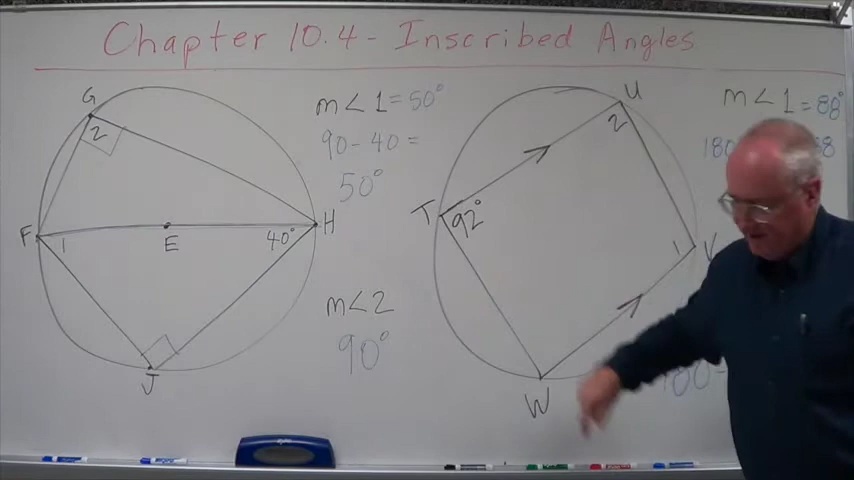 Chapter 10.4 - Inscribed Angles
G
2
F
1
E
40°
H
J
m∠1 = 50°
90 - 40 =
50°
m∠2
90°
U
2
T
92°
1
V
W
m∠1 = 88°
180